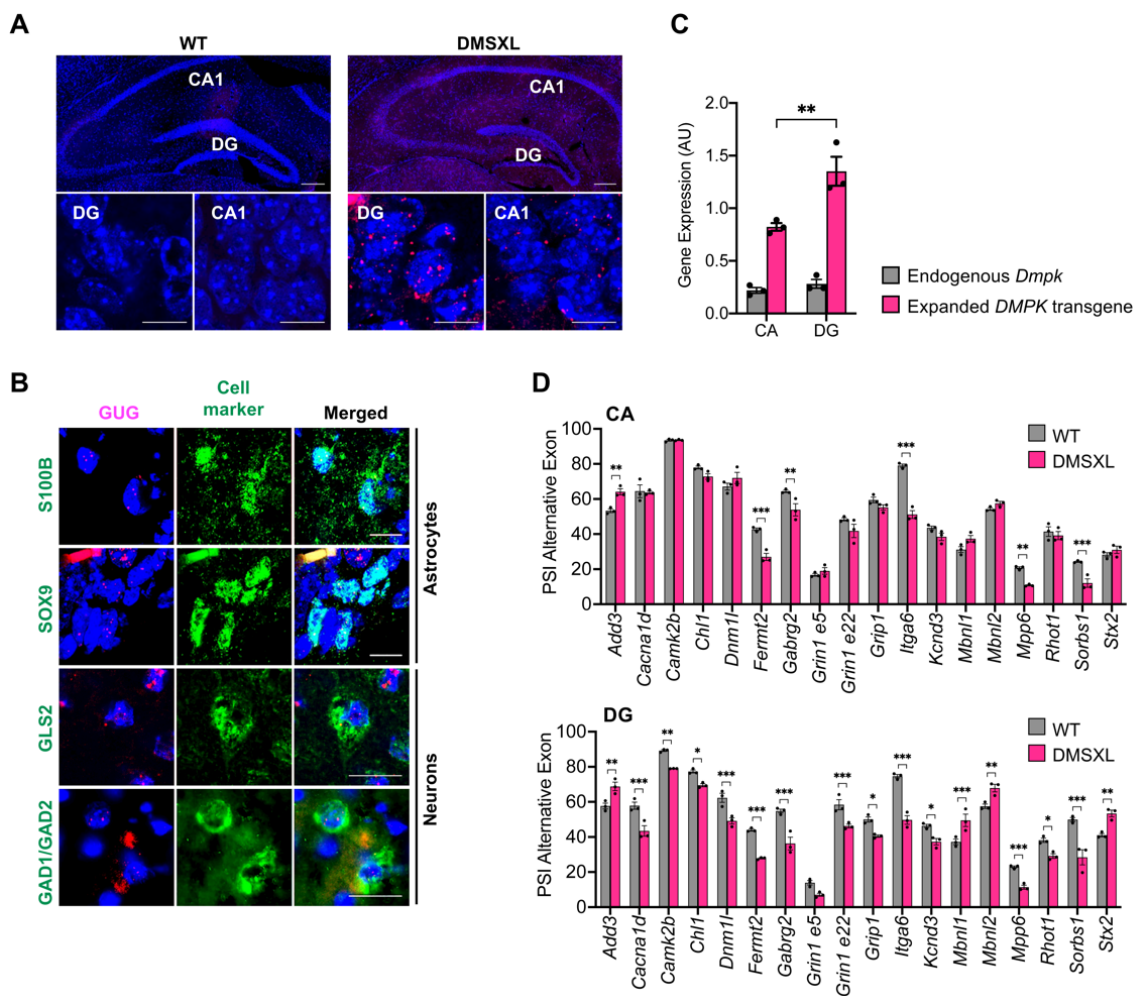 A
WT
DMSXL
CA1
DG
CA1
DG
DG
CA1
DG
CA1
B
GUG
Cell
marker
Merged
S100B
SOX9
GLS2
GAD1/GAD2
Astrocytes
Neurons
C
Gene Expression (AU)
2.0
1.5
1.0
0.5
0.0
**
CA
DG
Endogenous Dmpk
Expanded DMPK transgene
D
CA
PSI Alternative Exon
100
80
60
40
20
0
WT
DMSXL
** *** ** *** ** ***
Add3 Cacna1d Camk2b Chl1 Dnm1l Fermt2 Gabrg2 Grin1 e5 Grin1 e22 Grip1 Itga6 Kcnd3 Mbnl1 Mbnl2 Mpp6 Rhot1 Sorbs1 Stx2
DG
PSI Alternative Exon
100
80
60
40
20
0
WT
DMSXL
** *** ** * *** *** *** *** * *** * *** ** *** * *** **
Add3 Cacna1d Camk2b Chl1 Dnm1l Fermt2 Gabrg2 Grin1 e5 Grin1 e22 Grip1 Itga6 Kcnd3 Mbnl1 Mbnl2 Mpp6 Rhot1 Sorbs1 Stx2